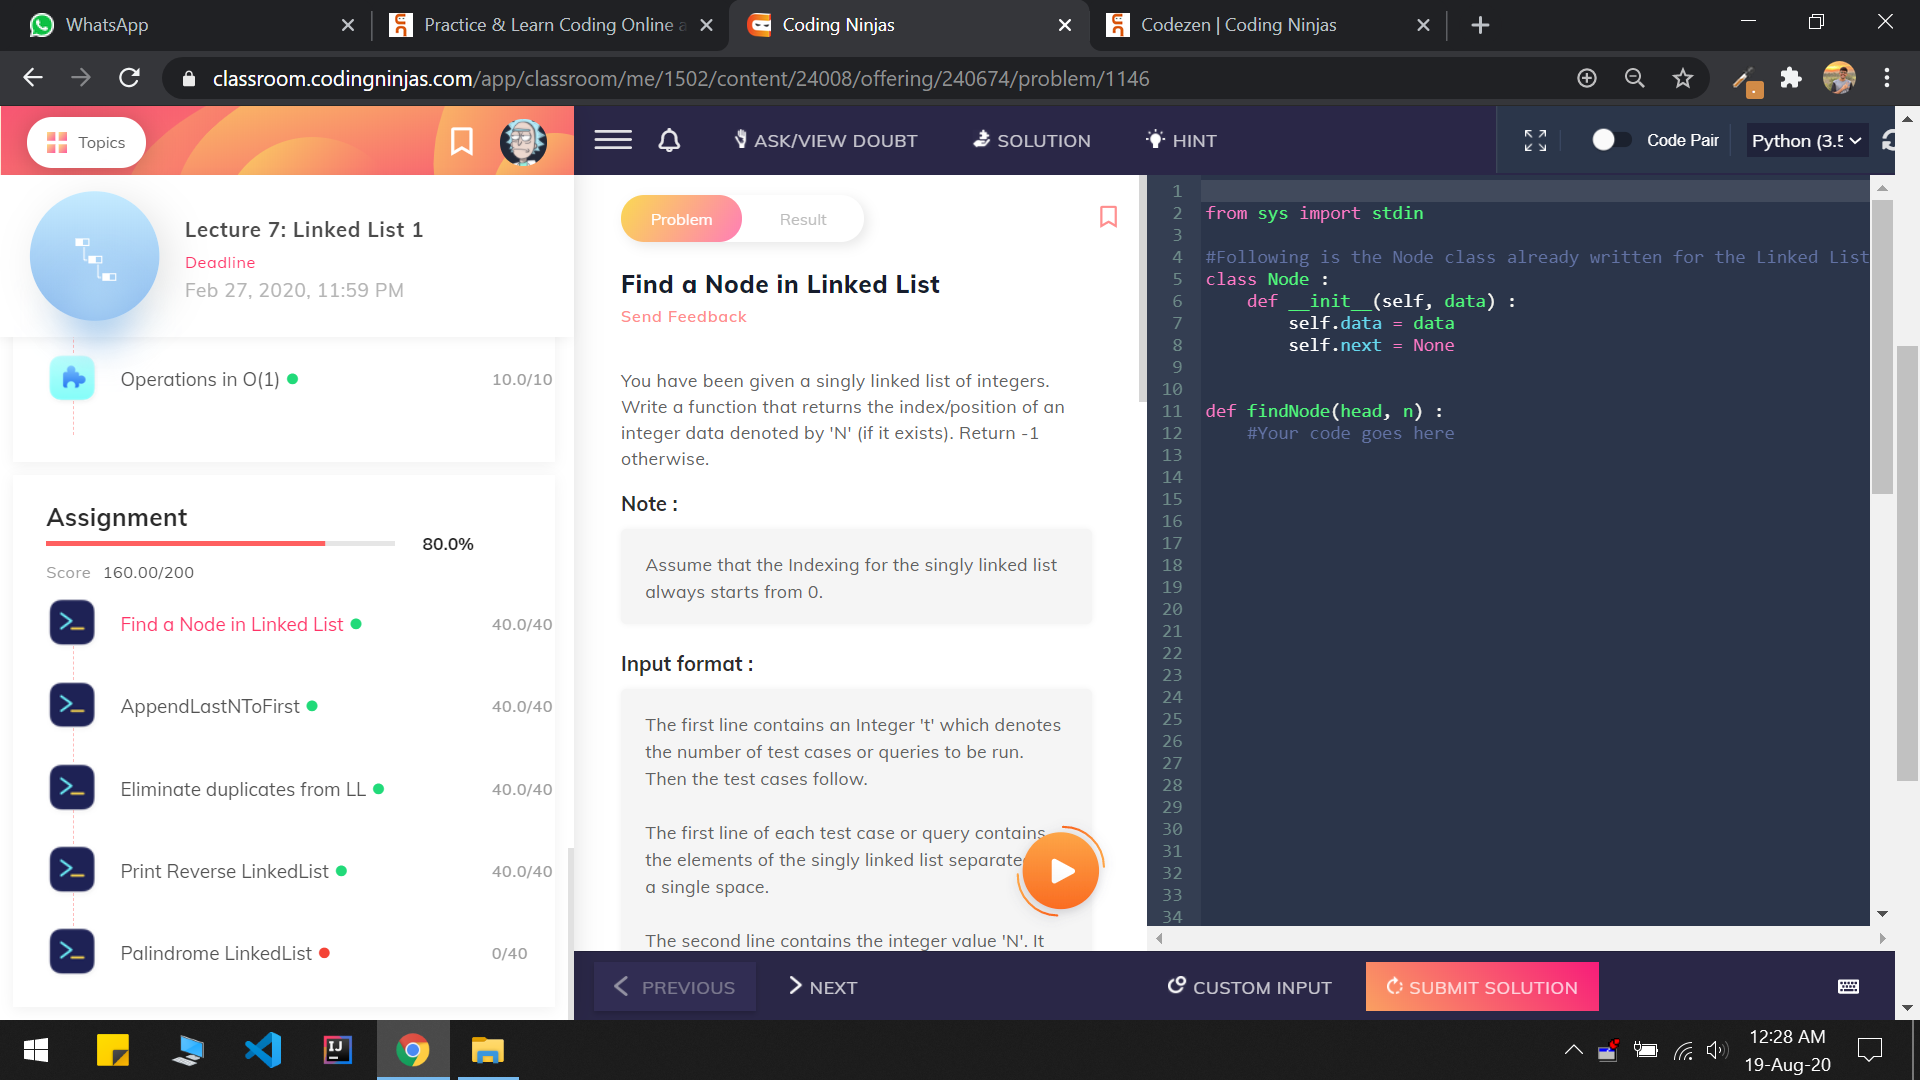 WhatsApp
Practice & Learn Coding Online a
Coding Ninjas
Codezen | Coding Ninjas
classroom.codingninjas.com/app/classroom/me/1502/content/24008/offering/240674/problem/1146
Topics
ASK/VIEW DOUBT
SOLUTION
HINT
Code Pair
Python (3.5
Lecture 7: Linked List 1
Deadline
Feb 27, 2020, 11:59 PM
Operations in O(1)
10.0/10
Assignment
80.0%
Score 160.00/200
Find a Node in Linked List
40.0/40
AppendLastNToFirst
40.0/40
Eliminate duplicates from LL
40.0/40
Print Reverse LinkedList
40.0/40
Palindrome LinkedList
0/40
Problem
Result
Find a Node in Linked List
Send Feedback
You have been given a singly linked list of integers.
Write a function that returns the index/position of an
integer data denoted by 'N' (if it exists). Return -1
otherwise.
Note :
Assume that the Indexing for the singly linked list
always starts from 0.
Input format :
The first line contains an Integer 't' which denotes
the number of test cases or queries to be run.
Then the test cases follow.
The first line of each test case or query contains
the elements of the singly linked list separate
a single space.
The second line contains the integer value 'N'. It
1
2 from sys import stdin
3
4 #Following is the Node class already written for the Linked List
5 class Node :
6 def __init__(self, data) :
7 self.data = data
8 self.next = None
9
10
11 def findNode(head, n) :
12 #Your code goes here
13
14
15
16
17
18
19
20
21
22
23
24
25
26
27
28
29
30
31
32
33
34
PREVIOUS
NEXT
CUSTOM INPUT
SUBMIT SOLUTION
IJ
12:28 AM
19-Aug-20